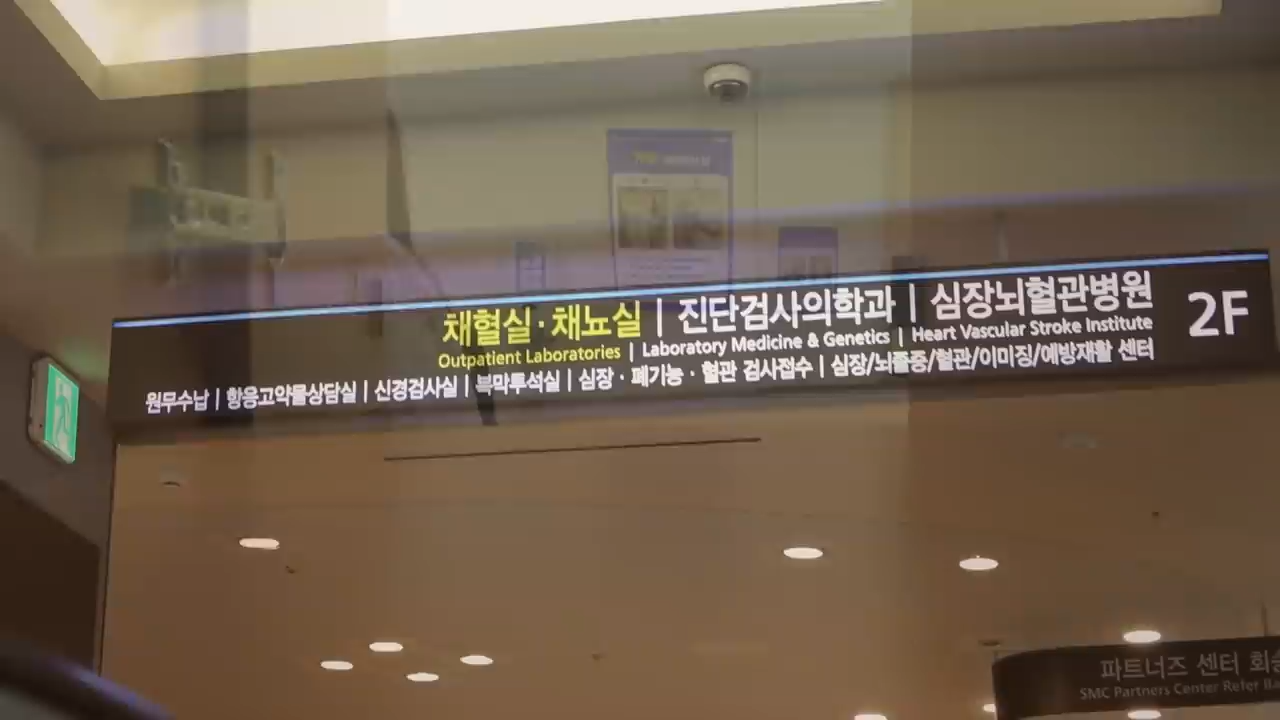 채혈실·채뇨실 | 진단검사의학과 | 심장뇌혈관병원 2F
Outpatient Laboratories | Laboratory Medicine & Genetics | Heart Vascular Stroke Institute
원무수납 | 항응고약물상담실 | 신경검사실 | 복막투석실 | 심장·폐기능·혈관 검사접수 | 심장/뇌졸중/혈관/이미징/예방재활 센터
파트너즈 센터
SMC Partners Center Refer